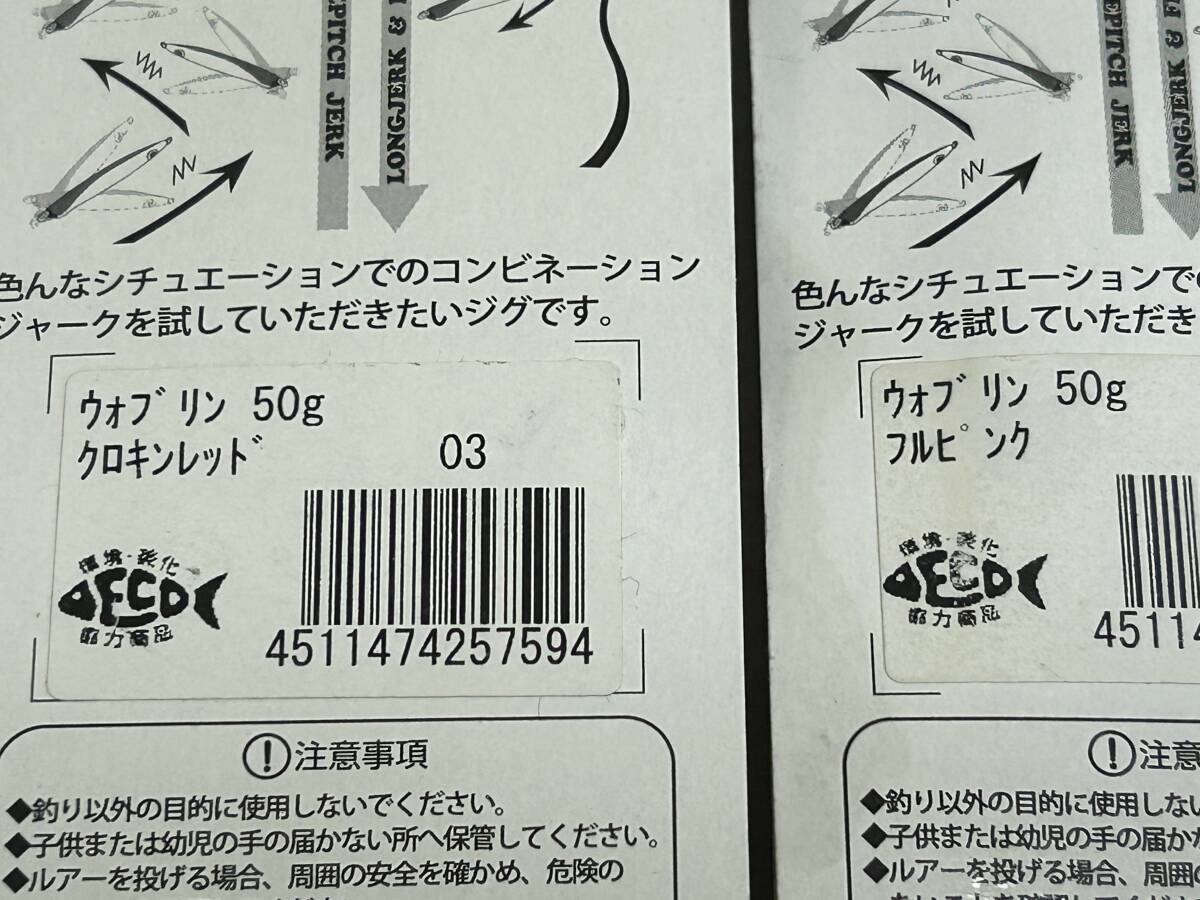 EPITCH JERK
LONGJERK &
色んなシチュエーションでのコンビネーション
ジャークを試していただきたいジグです。
ウォブリン 50g
クロキンレッド 03
環境・美化
ECO
協力商品
4511474257594
注意事項
◆釣り以外の目的に使用しないでください。
◆子供または幼児の手の届かない所へ保管してください。
◆ルアーを投げる場合、周囲の安全を確かめ、危険の
EPITCH JERK
LONGJERK &
色んなシチュエーションで
ジャークを試していただき
ウォブリン 50g
フルピンク
環境・美化
ECO
協力商品
4511
注意
◆釣り以外の目的に使用しな
◆子供または幼児の手の届か
◆ルアーを投げる場合、周囲